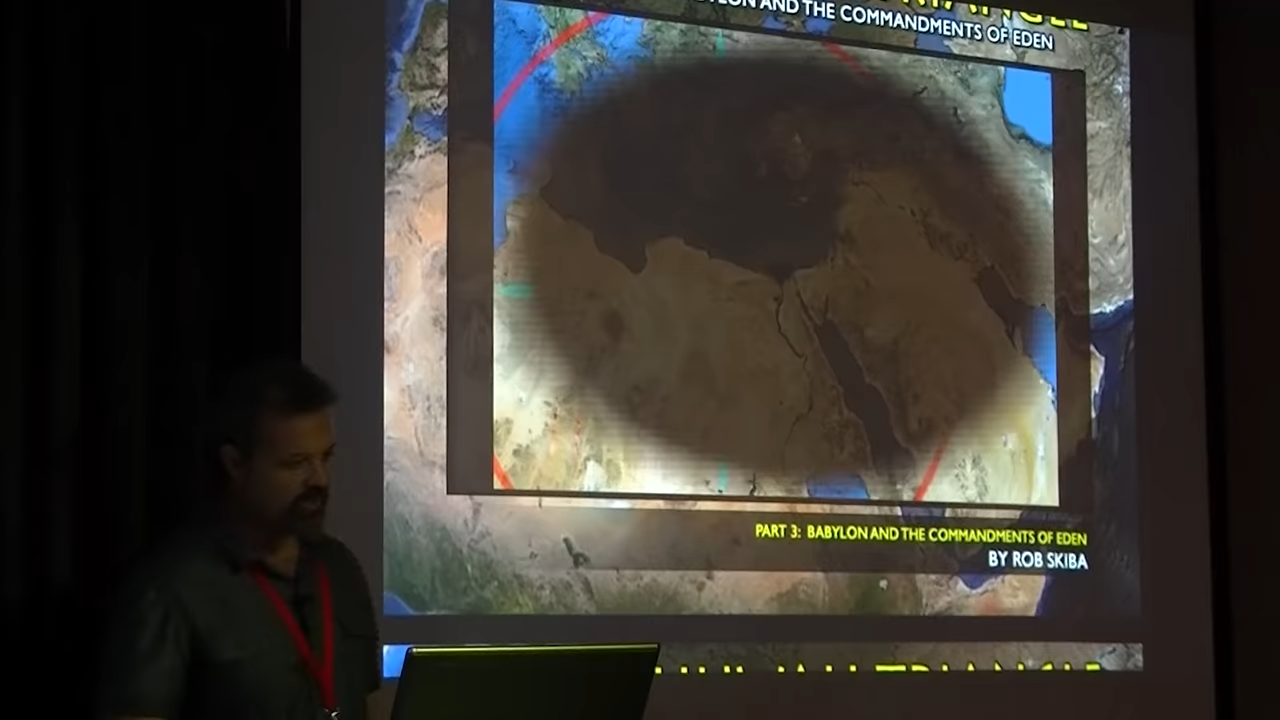 AND THE COMMANDMENTS OF EDEN
PART 3: BABYLON AND THE COMMANDMENTS OF EDEN
BY ROB SKIBA